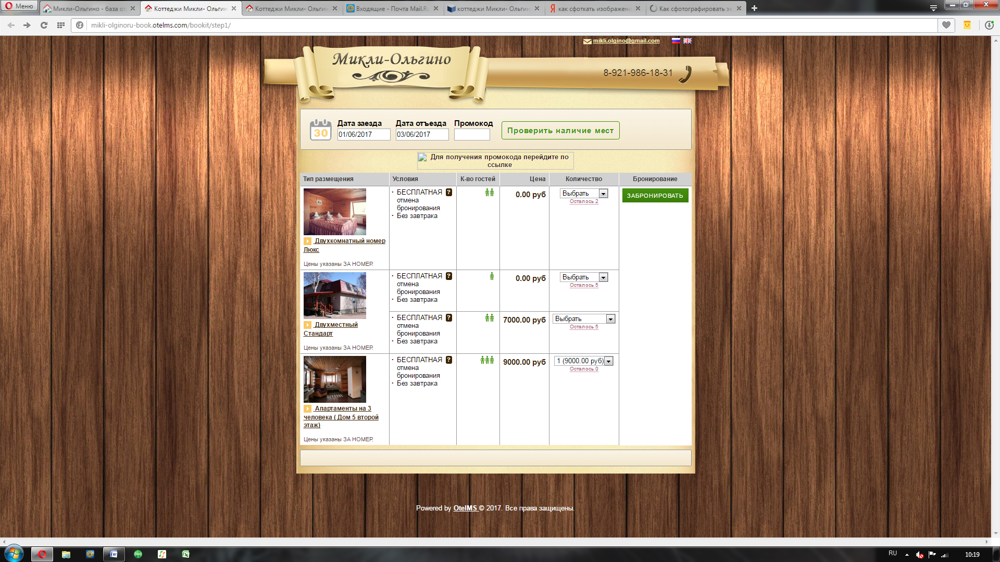 Меню
Микли-Ольгино - база от
Коттеджи Микли- Ольгин
Коттеджи Микли- Ольгин
Входящие - Почта Mail.R
коттеджи Микли- Ольгин
как сфоткать изображени
Как сфотографировать эк
mikli-olginoru-book.otelms.com/bookit/step1/
mikli.olgino@gmail.com
Микли-Ольгино
8-921-986-18-31
Дата заезда Дата отъезда Промокод
30 01/06/2017 03/06/2017 Проверить наличие мест
Для получения промокода перейдите по
ссылке
Тип размещения Условия К-во гостей Цена Количество Бронирование
· БЕСПЛАТНАЯ ? 0.00 руб Выбрать ЗАБРОНИРОВАТЬ
отмена Осталось 2
бронирования
· Без завтрака
Двухкомнатный номер
Люкс
Цены указаны ЗА НОМЕР.
· БЕСПЛАТНАЯ ? 0.00 руб Выбрать
отмена Осталось 5
бронирования
· Без завтрака
· БЕСПЛАТНАЯ ? 7000.00 руб Выбрать
Двухместный отмена Осталось 5
Стандарт бронирования
· Без завтрака
Цены указаны ЗА НОМЕР.
· БЕСПЛАТНАЯ ? 9000.00 руб 1 (9000.00 руб)
отмена Осталось 0
бронирования
· Без завтрака
Апартаменты на 3
человека ( Дом 5 второй
этаж)
Цены указаны ЗА НОМЕР.
Powered by OtelMS © 2017. Все права защищены.
RU 10:19